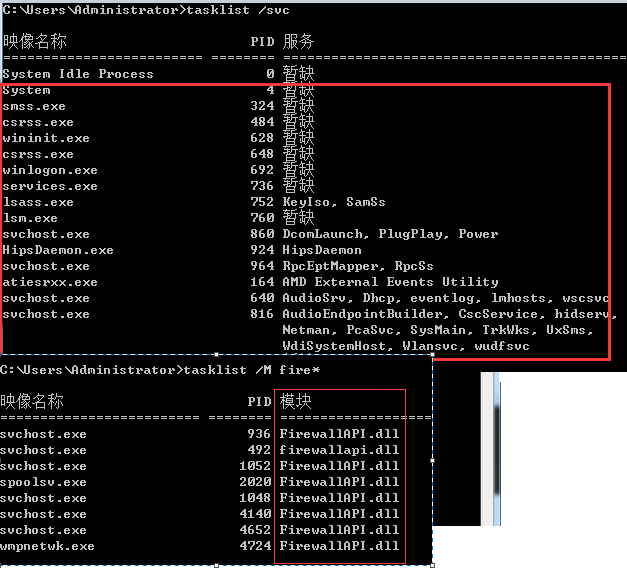 C:\Users\Administrator>tasklist /svc
映像名称 PID 服务
========================= ======== ============================================
System Idle Process 0 暂缺
System 4 暂缺
smss.exe 324 暂缺
csrss.exe 484 暂缺
wininit.exe 628 暂缺
csrss.exe 648 暂缺
winlogon.exe 692 暂缺
services.exe 736 暂缺
lsass.exe 752 KeyIso, SamSs
lsm.exe 760 暂缺
svchost.exe 860 DcomLaunch, PlugPlay, Power
HipsDaemon.exe 924 HipsDaemon
svchost.exe 964 RpcEptMapper, RpcSs
atiesrxx.exe 164 AMD External Events Utility
svchost.exe 640 AudioSrv, Dhcp, eventlog, lmhosts, wscsvc
svchost.exe 816 AudioEndpointBuilder, CscService, hidserv,
Netman, PcaSvc, SysMain, TrkWks, UxSms,
WdiSystemHost, Wlansvc, wudfsvc
C:\Users\Administrator>tasklist /M fire*
映像名称 PID 模块
========================= ======== ===================
svchost.exe 936 FirewallAPI.dll
svchost.exe 492 firewallapi.dll
svchost.exe 1052 FirewallAPI.dll
spoolsv.exe 2020 FirewallAPI.dll
svchost.exe 1048 FirewallAPI.dll
svchost.exe 4140 FirewallAPI.dll
svchost.exe 4652 FirewallAPI.dll
wmpnetwk.exe 4724 FirewallAPI.dll